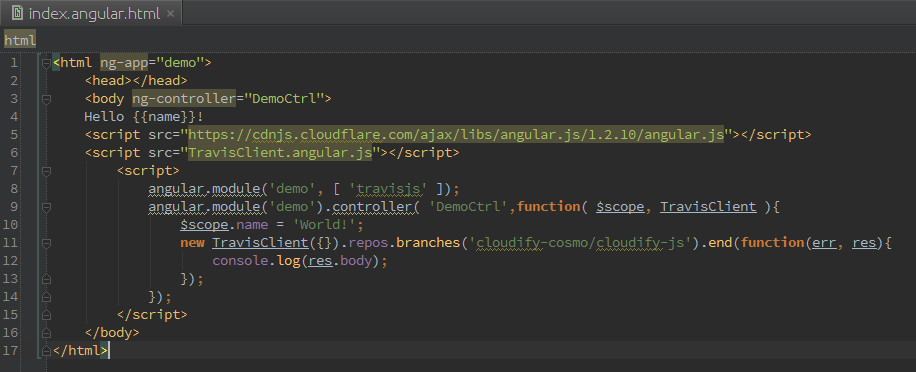 index.angular.html
html
1 <html ng-app="demo">
2 <head></head>
3 <body ng-controller="DemoCtrl">
4 Hello {{name}}!
5 <script src="https://cdnjs.cloudflare.com/ajax/libs/angular.js/1.2.10/angular.js"></script>
6 <script src="TravisClient.angular.js"></script>
7 <script>
8 angular.module('demo', [ 'travisjs' ]);
9 angular.module('demo').controller( 'DemoCtrl',function( $scope, TravisClient ){
10 $scope.name = 'World!';
11 new TravisClient({}).repos.branches('cloudify-cosmo/cloudify-js').end(function(err, res){
12 console.log(res.body);
13 });
14 });
15 </script>
16 </body>
17 </html>